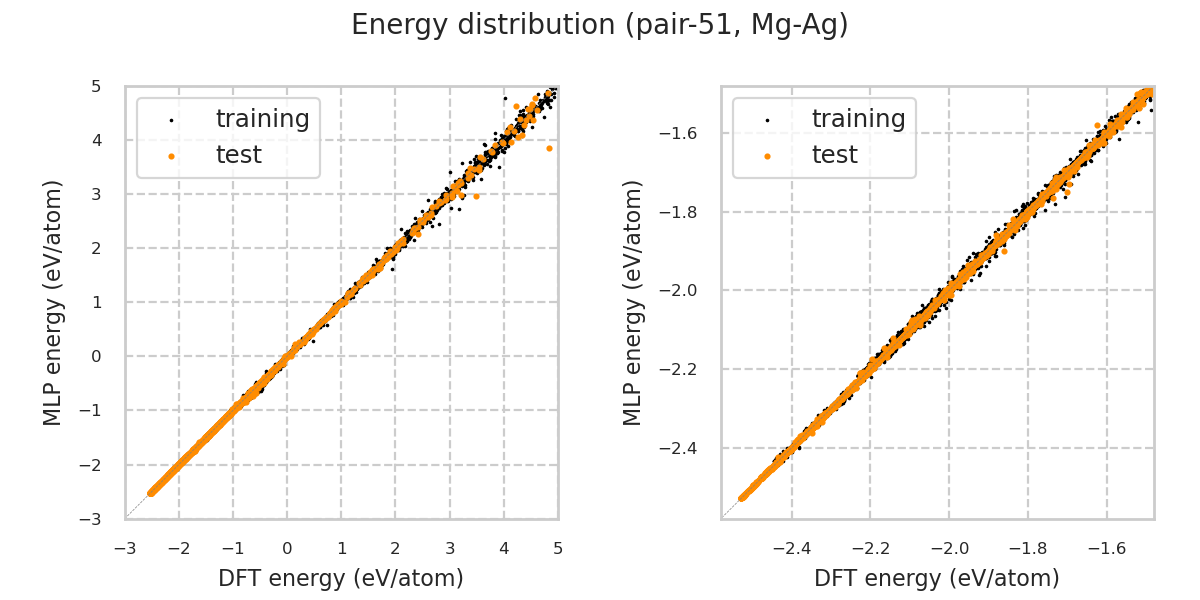 Energy distribution (pair-51, Mg-Ag)
5
4
3
2
1
0
−1
−2
−3
MLP energy (eV/atom)
training
test
−3 −2 −1 0 1 2 3 4 5
DFT energy (eV/atom)
−1.6
−1.8
−2.0
−2.2
−2.4
MLP energy (eV/atom)
training
test
−2.4 −2.2 −2.0 −1.8 −1.6
DFT energy (eV/atom)